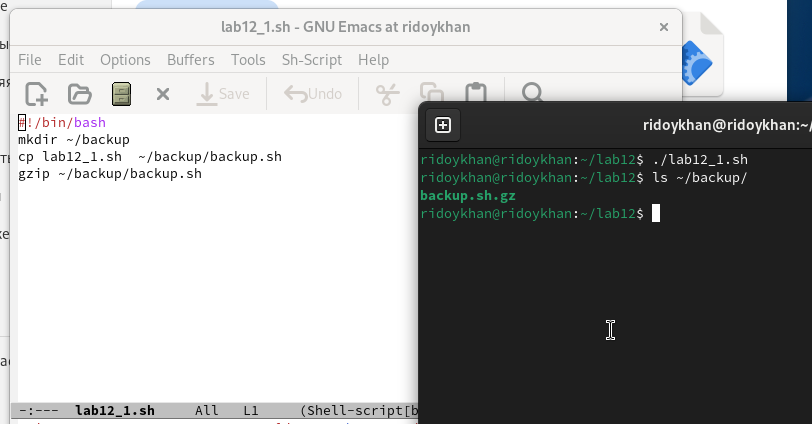 lab12_1.sh - GNU Emacs at ridoykhan
File Edit Options Buffers Tools Sh-Script Help
Save Undo
#!/bin/bash
mkdir ~/backup
cp lab12_1.sh  ~/backup/backup.sh
gzip ~/backup/backup.sh
-:---  lab12_1.sh     All   L1     (Shell-script[b
ridoykhan@ridoykhan:~/
ridoykhan@ridoykhan:~/lab12$ ./lab12_1.sh
ridoykhan@ridoykhan:~/lab12$ ls ~/backup/
backup.sh.gz
ridoykhan@ridoykhan:~/lab12$